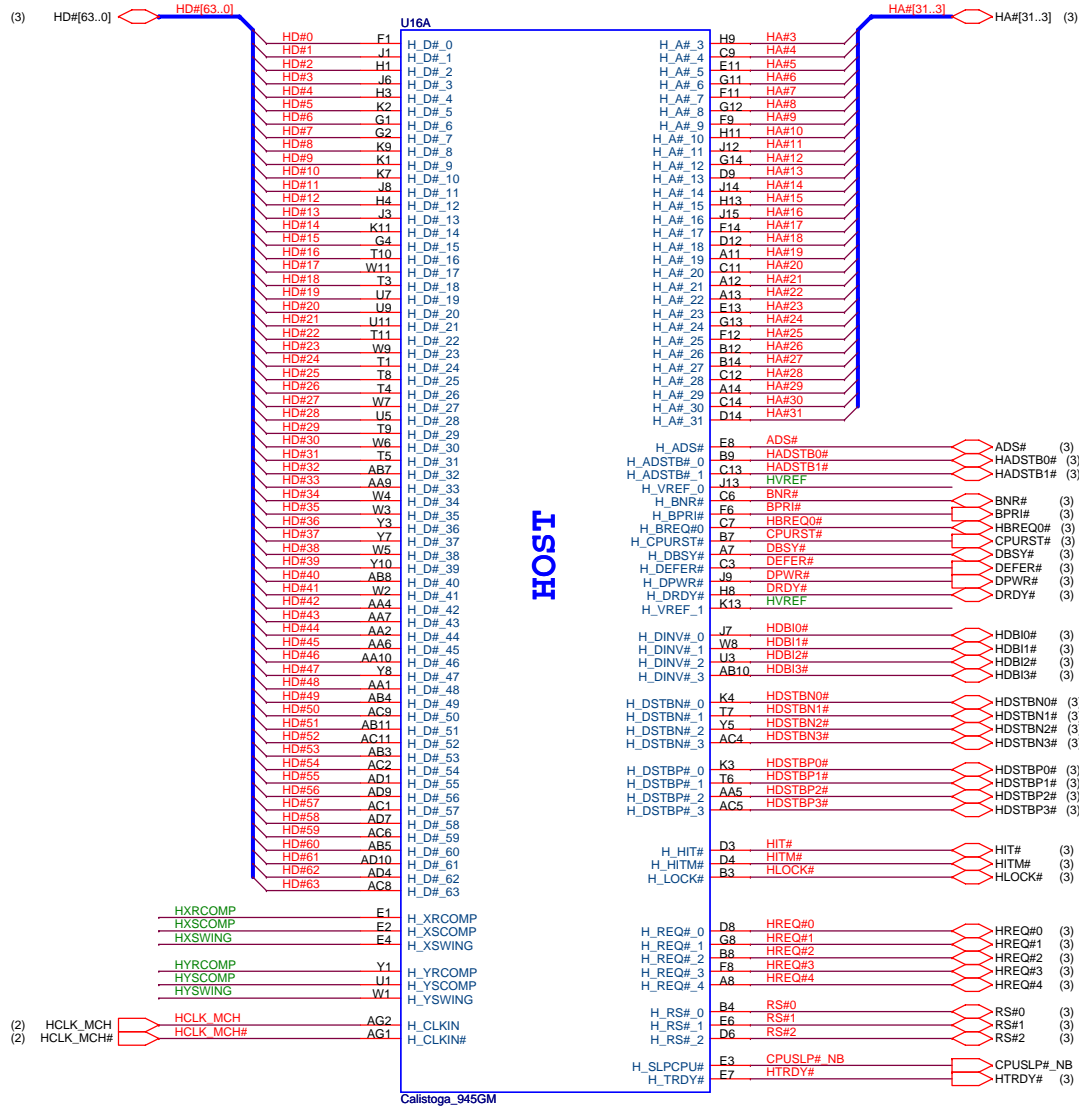 (3) HD#[63..0] HD#[63..0] HA#[31..3] HA#[31..3] (3)
U16A
HD#0 F1 H_D#_0 H_A#_3 H9 HA#3
HD#1 J1 H_D#_1 H_A#_4 C9 HA#4
HD#2 H1 H_D#_2 H_A#_5 E11 HA#5
HD#3 J6 H_D#_3 H_A#_6 G11 HA#6
HD#4 H3 H_D#_4 H_A#_7 F11 HA#7
HD#5 K2 H_D#_5 H_A#_8 G12 HA#8
HD#6 G1 H_D#_6 H_A#_9 F9 HA#9
HD#7 G2 H_D#_7 H_A#_10 H11 HA#10
HD#8 K9 H_D#_8 H_A#_11 J12 HA#11
HD#9 K1 H_D#_9 H_A#_12 G14 HA#12
HD#10 K7 H_D#_10 H_A#_13 D9 HA#13
HD#11 J8 H_D#_11 H_A#_14 J14 HA#14
HD#12 H4 H_D#_12 H_A#_15 H13 HA#15
HD#13 J3 H_D#_13 H_A#_16 J15 HA#16
HD#14 K11 H_D#_14 H_A#_17 F14 HA#17
HD#15 G4 H_D#_15 H_A#_18 D12 HA#18
HD#16 T10 H_D#_16 H_A#_19 A11 HA#19
HD#17 W11 H_D#_17 H_A#_20 C11 HA#20
HD#18 T3 H_D#_18 H_A#_21 A12 HA#21
HD#19 U7 H_D#_19 H_A#_22 A13 HA#22
HD#20 U9 H_D#_20 H_A#_23 E13 HA#23
HD#21 U11 H_D#_21 H_A#_24 G13 HA#24
HD#22 T11 H_D#_22 H_A#_25 F12 HA#25
HD#23 W9 H_D#_23 H_A#_26 B12 HA#26
HD#24 T1 H_D#_24 H_A#_27 B14 HA#27
HD#25 T8 H_D#_25 H_A#_28 C12 HA#28
HD#26 T4 H_D#_26 H_A#_29 A14 HA#29
HD#27 W7 H_D#_27 H_A#_30 C14 HA#30
HD#28 U5 H_D#_28 H_A#_31 D14 HA#31
HD#29 T9 H_D#_29
HD#30 W6 H_D#_30 H_ADS# E8 ADS# ADS# (3)
HD#31 T5 H_D#_31 H_ADSTB#_0 B9 HADSTB0# HADSTB0# (3)
HD#32 AB7 H_D#_32 H_ADSTB#_1 C13 HADSTB1# HADSTB1# (3)
HD#33 AA9 H_D#_33 H_VREF_0 J13 HVREF
HD#34 W4 H_D#_34 H_BNR# C6 BNR# BNR# (3)
HD#35 W3 H_D#_35 H_BPRI# F6 BPRI# BPRI# (3)
HD#36 Y3 H_D#_36 H_BREQ#0 C7 HBREQ0# HBREQ0# (3)
HD#37 Y7 H_D#_37 H_CPURST# B7 CPURST# CPURST# (3)
HD#38 W5 H_D#_38 H_DBSY# A7 DBSY# DBSY# (3)
HD#39 Y10 H_D#_39 H_DEFER# C3 DEFER# DEFER# (3)
HD#40 AB8 H_D#_40 H_DPWR# J9 DPWR# DPWR# (3)
HD#41 W2 H_D#_41 H_DRDY# H8 DRDY# DRDY# (3)
HD#42 AA4 H_D#_42 H_VREF_1 K13 HVREF
HOST
HD#43 AA7 H_D#_43
HD#44 AA2 H_D#_44 H_DINV#_0 J7 HDBI0# HDBI0# (3)
HD#45 AA6 H_D#_45 H_DINV#_1 W8 HDBI1# HDBI1# (3)
HD#46 AA10 H_D#_46 H_DINV#_2 U3 HDBI2# HDBI2# (3)
HD#47 Y8 H_D#_47 H_DINV#_3 AB10 HDBI3# HDBI3# (3)
HD#48 AA1 H_D#_48
HD#49 AB4 H_D#_49 H_DSTBN#_0 K4 HDSTBN0# HDSTBN0# (3)
HD#50 AC9 H_D#_50 H_DSTBN#_1 T7 HDSTBN1# HDSTBN1# (3)
HD#51 AB11 H_D#_51 H_DSTBN#_2 Y5 HDSTBN2# HDSTBN2# (3)
HD#52 AC11 H_D#_52 H_DSTBN#_3 AC4 HDSTBN3# HDSTBN3# (3)
HD#53 AB3 H_D#_53
HD#54 AC2 H_D#_54 H_DSTBP#_0 K3 HDSTBP0# HDSTBP0# (3)
HD#55 AD1 H_D#_55 H_DSTBP#_1 T6 HDSTBP1# HDSTBP1# (3)
HD#56 AD9 H_D#_56 H_DSTBP#_2 AA5 HDSTBP2# HDSTBP2# (3)
HD#57 AC1 H_D#_57 H_DSTBP#_3 AC5 HDSTBP3# HDSTBP3# (3)
HD#58 AD7 H_D#_58
HD#59 AC6 H_D#_59
HD#60 AB5 H_D#_60 H_HIT# D3 HIT# HIT# (3)
HD#61 AD10 H_D#_61 H_HITM# D4 HITM# HITM# (3)
HD#62 AD4 H_D#_62 H_LOCK# B3 HLOCK# HLOCK# (3)
HD#63 AC8 H_D#_63
HXRCOMP E1 H_XRCOMP
HXSCOMP E2 H_XSCOMP H_REQ#_0 D8 HREQ#0 HREQ#0 (3)
HXSWING E4 H_XSWING H_REQ#_1 G8 HREQ#1 HREQ#1 (3)
H_REQ#_2 B8 HREQ#2 HREQ#2 (3)
HYRCOMP Y1 H_YRCOMP H_REQ#_3 F8 HREQ#3 HREQ#3 (3)
HYSCOMP U1 H_YSCOMP H_REQ#_4 A8 HREQ#4 HREQ#4 (3)
HYSWING W1 H_YSWING
H_RS#_0 B4 RS#0 RS#0 (3)
(2) HCLK_MCH HCLK_MCH AG2 H_CLKIN H_RS#_1 E6 RS#1 RS#1 (3)
(2) HCLK_MCH# HCLK_MCH# AG1 H_CLKIN# H_RS#_2 D6 RS#2 RS#2 (3)
H_SLPCPU# E3 CPUSLP#_NB CPUSLP#_NB
H_TRDY# E7 HTRDY# HTRDY# (3)
Calistoga_945GM